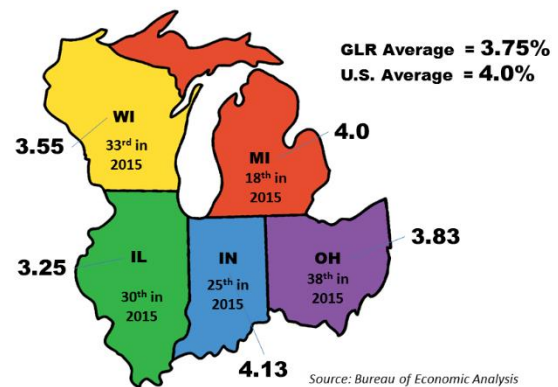 GLR Average = 3.75%
U.S. Average = 4.0%
WI
33rd in
2015
3.55
4.0
MI
18th in
2015
3.83
3.25
IL
30th in
2015
IN
25th in
2015
OH
38th in
2015
4.13
Source: Bureau of Economic Analysis